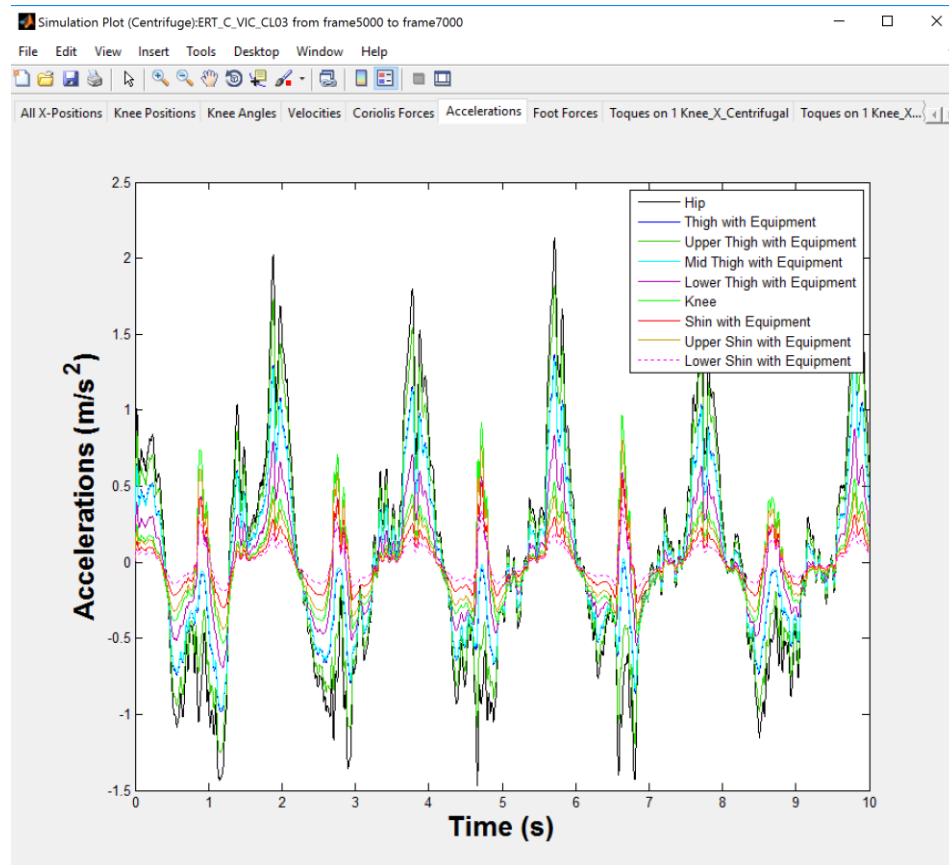 Simulation Plot (Centrifuge):ERT_C_VIC_CL03 from frame5000 to frame7000
File Edit View Insert Tools Desktop Window Help
All X-Positions Knee Positions Knee Angles Velocities Coriolis Forces Accelerations Foot Forces Toques on 1 Knee_X_Centrifugal Toques on 1 Knee_X...
2.5
2
1.5
1
0.5
0
-0.5
-1
-1.5
Accelerations (m/s²)
Hip
Thigh with Equipment
Upper Thigh with Equipment
Mid Thigh with Equipment
Lower Thigh with Equipment
Knee
Shin with Equipment
Upper Shin with Equipment
Lower Shin with Equipment
0 1 2 3 4 5 6 7 8 9 10
Time (s)